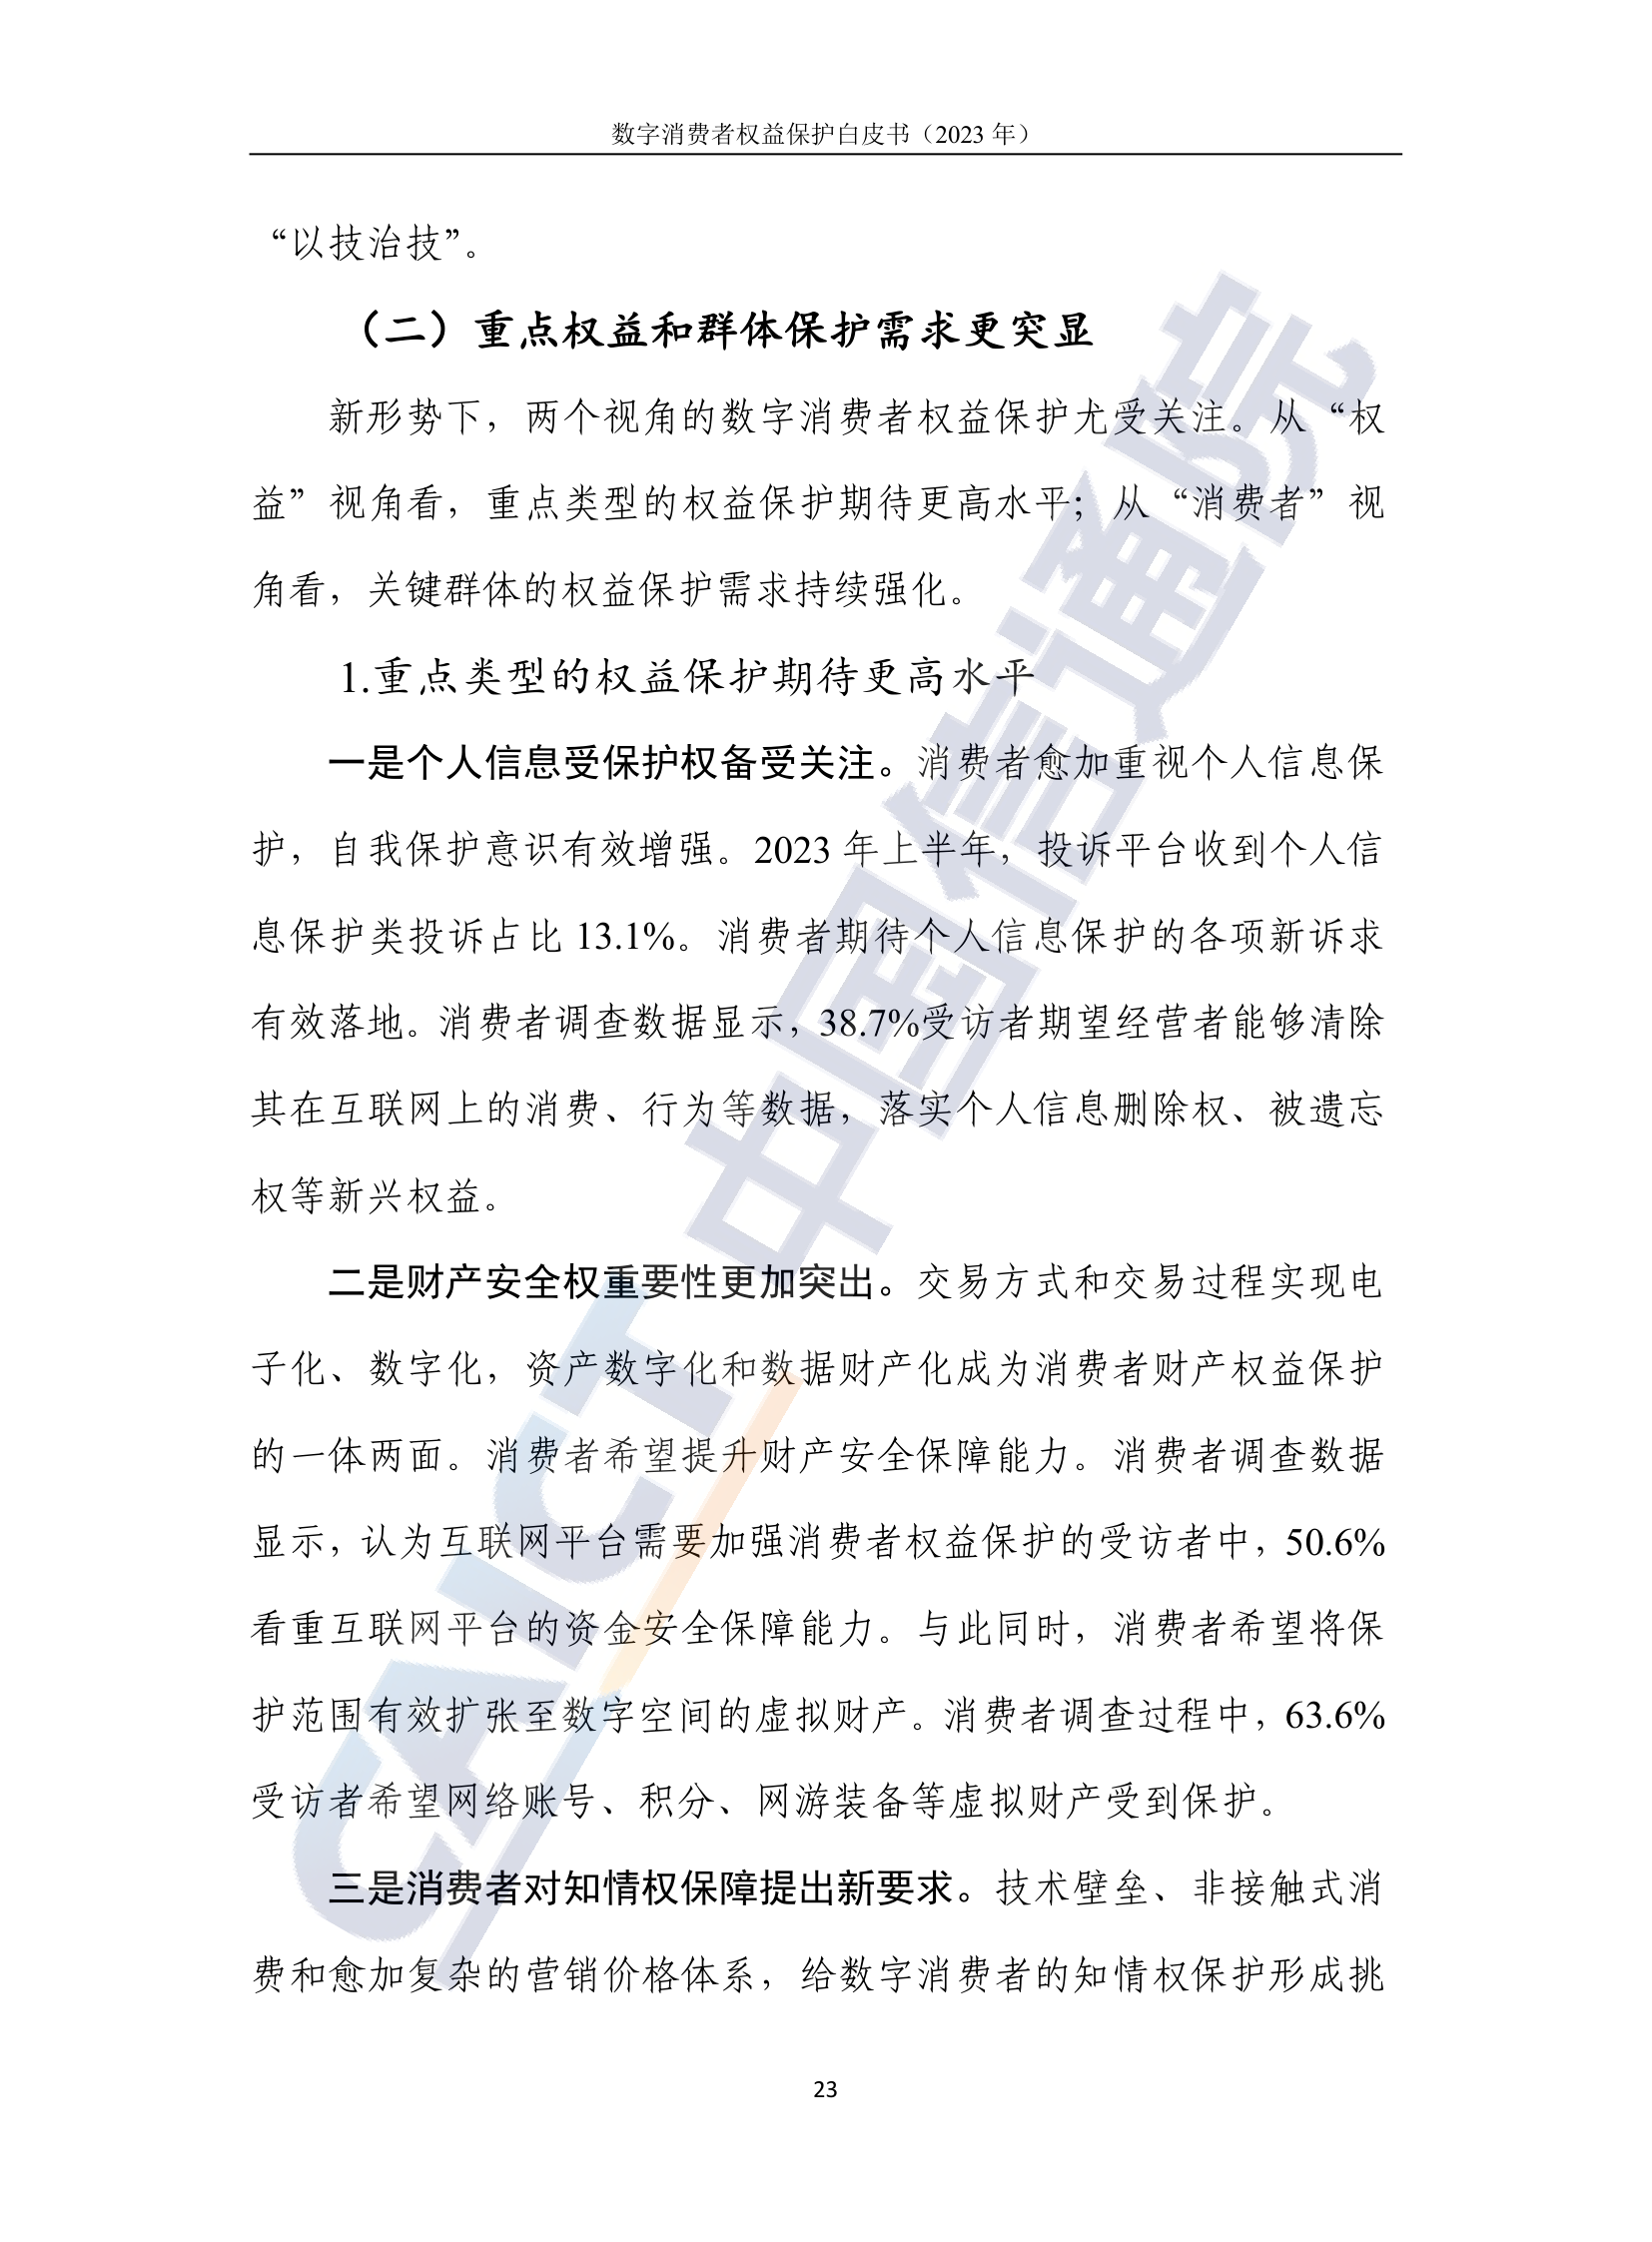 数字消费者权益保护白皮书（2023 年）
“以技治技”。
（二）重点权益和群体保护需求更突显
新形势下，两个视角的数字消费者权益保护尤受关注。从“权
益”视角看，重点类型的权益保护期待更高水平；从“消费者”视
角看，关键群体的权益保护需求持续强化。
1.重点类型的权益保护期待更高水平
一是个人信息受保护权备受关注。消费者愈加重视个人信息保
护，自我保护意识有效增强。2023 年上半年，投诉平台收到个人信
息保护类投诉占比 13.1%。消费者期待个人信息保护的各项新诉求
有效落地。消费者调查数据显示，38.7%受访者期望经营者能够清除
其在互联网上的消费、行为等数据，落实个人信息删除权、被遗忘
权等新兴权益。
二是财产安全权重要性更加突出。交易方式和交易过程实现电
子化、数字化，资产数字化和数据财产化成为消费者财产权益保护
的一体两面。消费者希望提升财产安全保障能力。消费者调查数据
显示，认为互联网平台需要加强消费者权益保护的受访者中，50.6%
看重互联网平台的资金安全保障能力。与此同时，消费者希望将保
护范围有效扩张至数字空间的虚拟财产。消费者调查过程中，63.6%
受访者希望网络账号、积分、网游装备等虚拟财产受到保护。
三是消费者对知情权保障提出新要求。技术壁垒、非接触式消
费和愈加复杂的营销价格体系，给数字消费者的知情权保护形成挑
23
CAICT 中国信通院